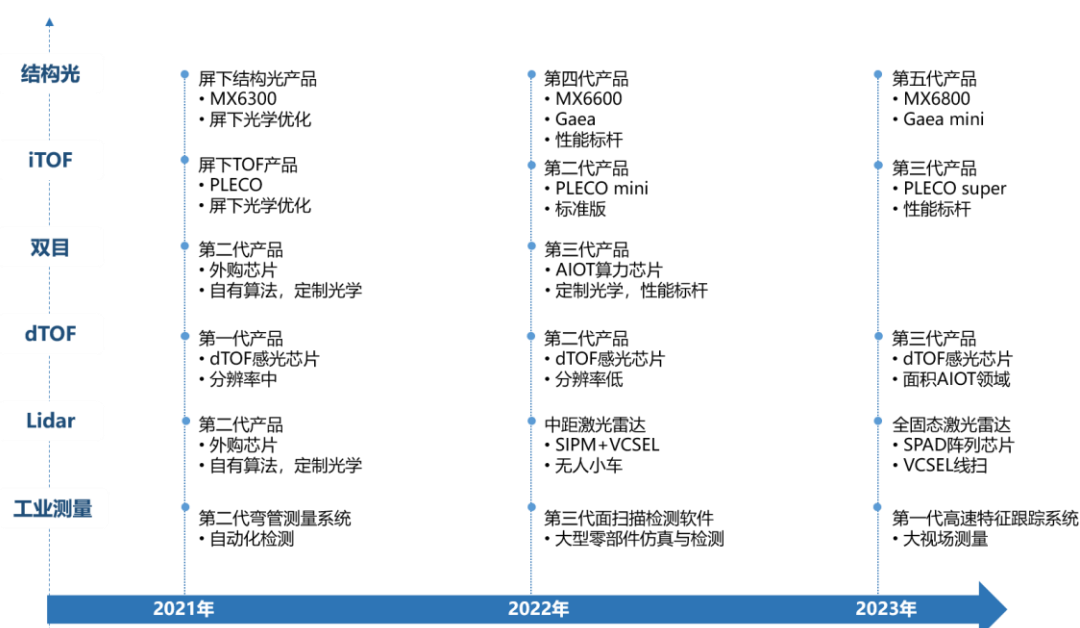 结构光
屏下结构光产品
• MX6300
• 屏下光学优化
第四代产品
• MX6600
• Gaea
• 性能标杆
第五代产品
• MX6800
• Gaea mini
iTOF
屏下TOF产品
• PLECO
• 屏下光学优化
第二代产品
• PLECO mini
• 标准版
第三代产品
• PLECO super
• 性能标杆
双目
第二代产品
• 外购芯片
• 自有算法，定制光学
第三代产品
• AIOT算力芯片
• 定制光学，性能标杆
dTOF
第一代产品
• dTOF感光芯片
• 分辨率中
第二代产品
• dTOF感光芯片
• 分辨率低
第三代产品
• dTOF感光芯片
• 面积AIOT领域
Lidar
第二代产品
• 外购芯片
• 自有算法，定制光学
中距激光雷达
• SIPM+VCSEL
• 无人小车
全固态激光雷达
• SPAD阵列芯片
• VCSEL线扫
工业测量
第二代弯管测量系统
• 自动化检测
第三代面扫描检测软件
• 大型零部件仿真与检测
第一代高速特征跟踪系统
• 大视场测量
2021年
2022年
2023年